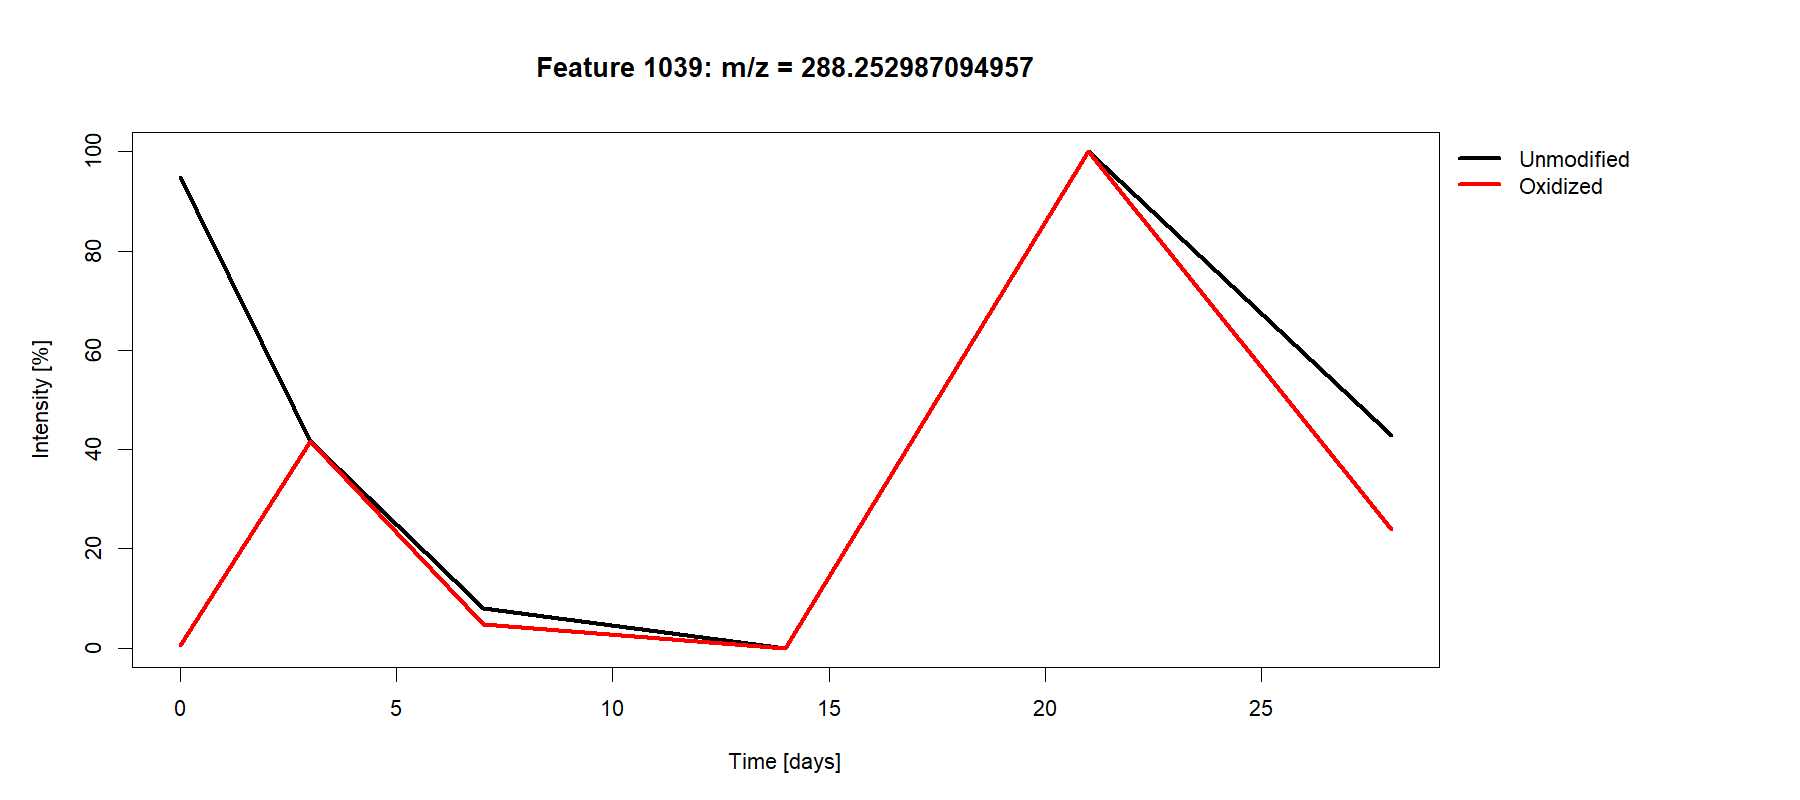 Feature 1039: m/z = 288.252987094957
Unmodified
Oxidized
Intensity [%]
100
80
60
40
20
0
0 5 10 15 20 25
Time [days]